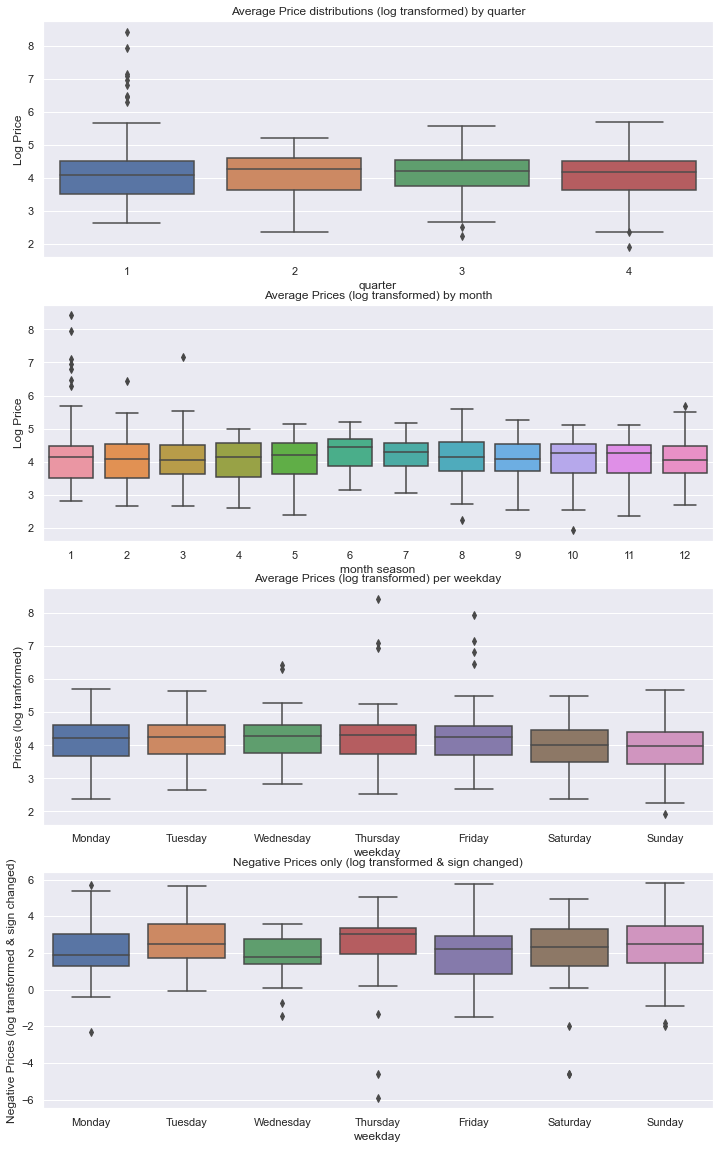 Average Price distributions (log transformed) by quarter
Log Price
8
7
6
5
4
3
2
1 2 3 4
quarter
Average Prices (log transformed) by month
Log Price
8
7
6
5
4
3
2
1 2 3 4 5 6 7 8 9 10 11 12
month season
Average Prices (log transformed) per weekday
Prices (log tranformed)
8
7
6
5
4
3
2
Monday Tuesday Wednesday Thursday Friday Saturday Sunday
weekday
Negative Prices only (log transformed & sign changed)
Negative Prices (log transformed & sign changed)
6
4
2
0
−2
−4
−6
Monday Tuesday Wednesday Thursday Friday Saturday Sunday
weekday